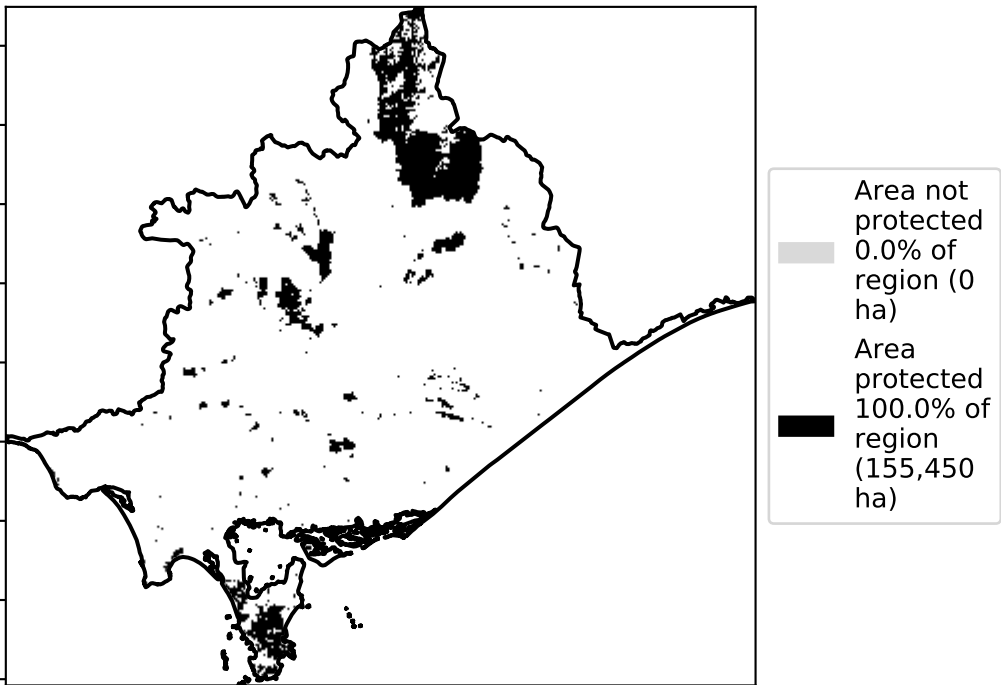 Area not
protected
0.0% of
region (0
ha)
Area
protected
100.0% of
region
(155,450
ha)